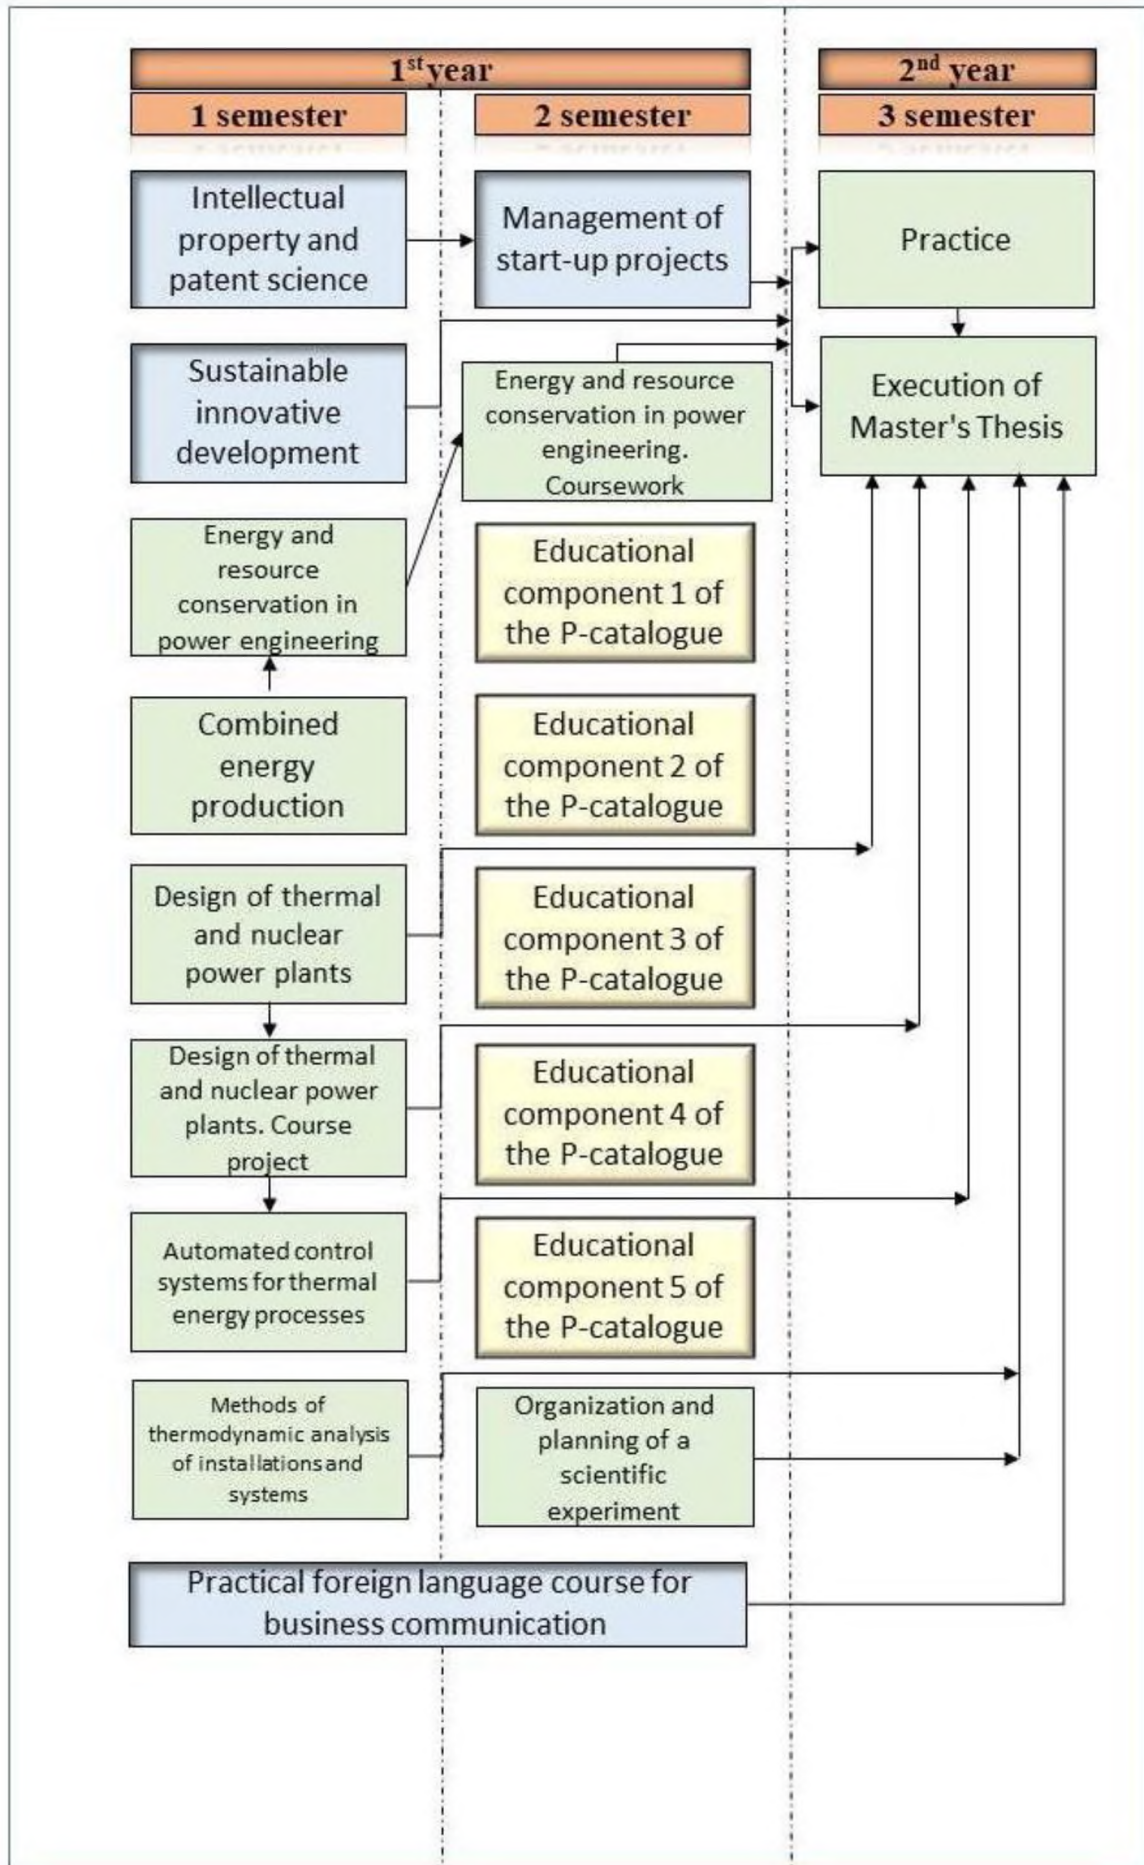 1st year
2nd year
1 semester
2 semester
3 semester
Intellectual
property and
patent science
Management of
start-up projects
Practice
Sustainable
innovative
development
Energy and resource
conservation in power
engineering.
Coursework
Execution of
Master's Thesis
Energy and
resource
conservation in
power engineering
Educational
component 1 of
the P-catalogue
Combined
energy
production
Educational
component 2 of
the P-catalogue
Design of thermal
and nuclear
power plants
Educational
component 3 of
the P-catalogue
Design of thermal
and nuclear power
plants. Course
project
Educational
component 4 of
the P-catalogue
Automated control
systems for thermal
energy processes
Educational
component 5 of
the P-catalogue
Methods of
thermodynamic analysis
of installations and
systems
Organization and
planning of a
scientific
experiment
Practical foreign language course for
business communication